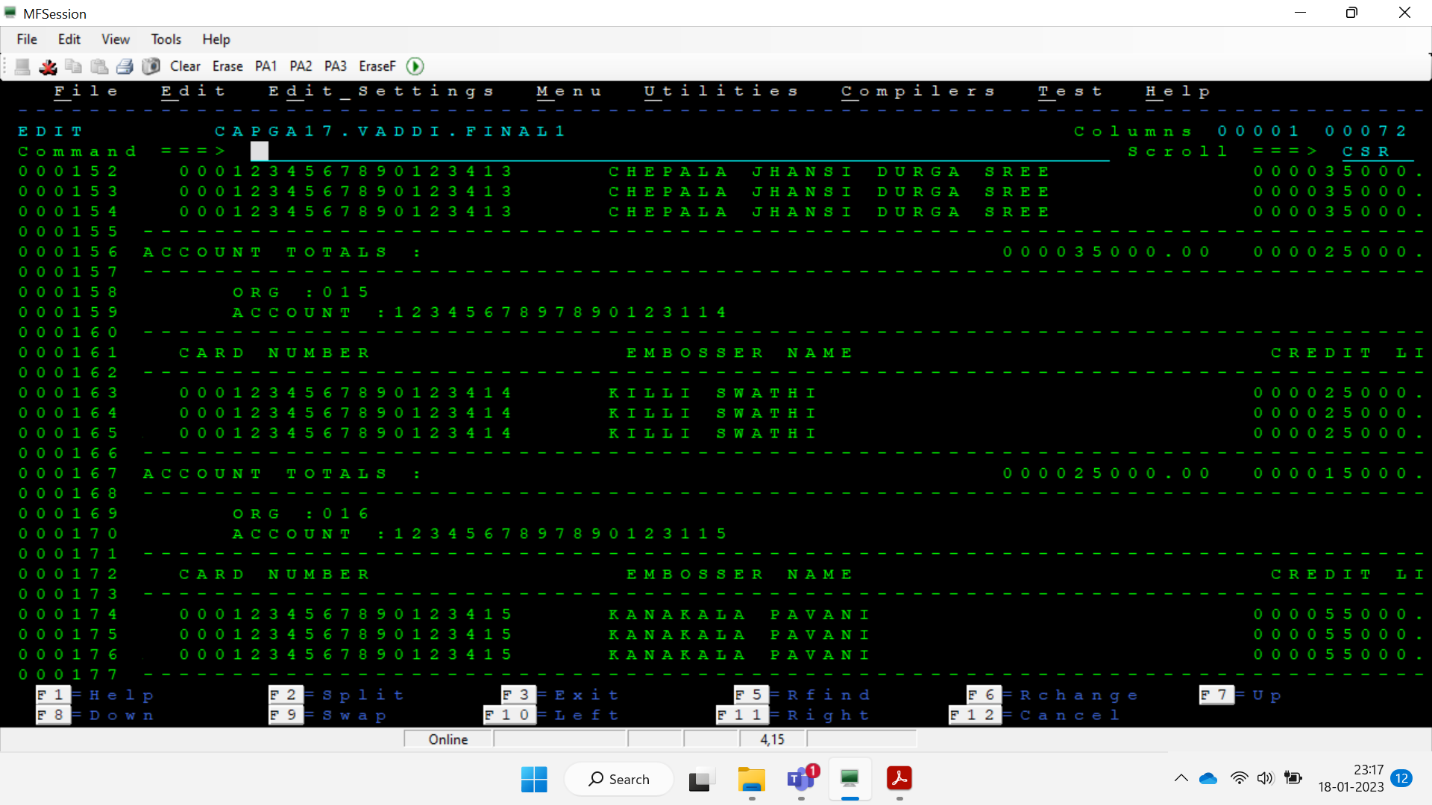 MFSession
File Edit View Tools Help
Clear Erase PA1 PA2 PA3 EraseF
File Edit Edit_Settings Menu Utilities Compilers Test Help
EDIT CAPGA17.VADDI.FINAL1 Columns 00001 00072
Command ===> Scroll ===> CSR
000152 000123456789012 3413 CHEPALA JHANSI DURGA SREE 000035000.
000153 0001234567890123413 CHEPALA JHANSI DURGA SREE 000035000.
000154 0001234567890123413 CHEPALA JHANSI DURGA SREE 000035000.
000155 ------------------------------------------------------------------------
000156 ACCOUNT TOTALS : 000035000.00 000025000.
000157 ------------------------------------------------------------------------
000158 ORG :015
000159 ACCOUNT :1234567897890123114
000160 ------------------------------------------------------------------------
000161 CARD NUMBER EMBOSSER NAME CREDIT LI
000162 ------------------------------------------------------------------------
000163 0001234567890123414 KILLI SWATHI 000025000.
000164 0001234567890123414 KILLI SWATHI 000025000.
000165 0001234567890123414 KILLI SWATHI 000025000.
000166 ------------------------------------------------------------------------
000167 ACCOUNT TOTALS : 000025000.00 000015000.
000168 ------------------------------------------------------------------------
000169 ORG :016
000170 ACCOUNT :1234567897890123115
000171 ------------------------------------------------------------------------
000172 CARD NUMBER EMBOSSER NAME CREDIT LI
000173 ------------------------------------------------------------------------
000174 0001234567890123415 KANAKALA PAVANI 000055000.
000175 0001234567890123415 KANAKALA PAVANI 000055000.
000176 0001234567890123415 KANAKALA PAVANI 000055000.
000177 ------------------------------------------------------------------------
F1=Help F2=Split F3=Exit F5=Rfind F6=Rchange F7=Up
F8=Down F9=Swap F10=Left F11=Right F12=Cancel
Online 4,15
Search 1 23:17
18-01-2023 12